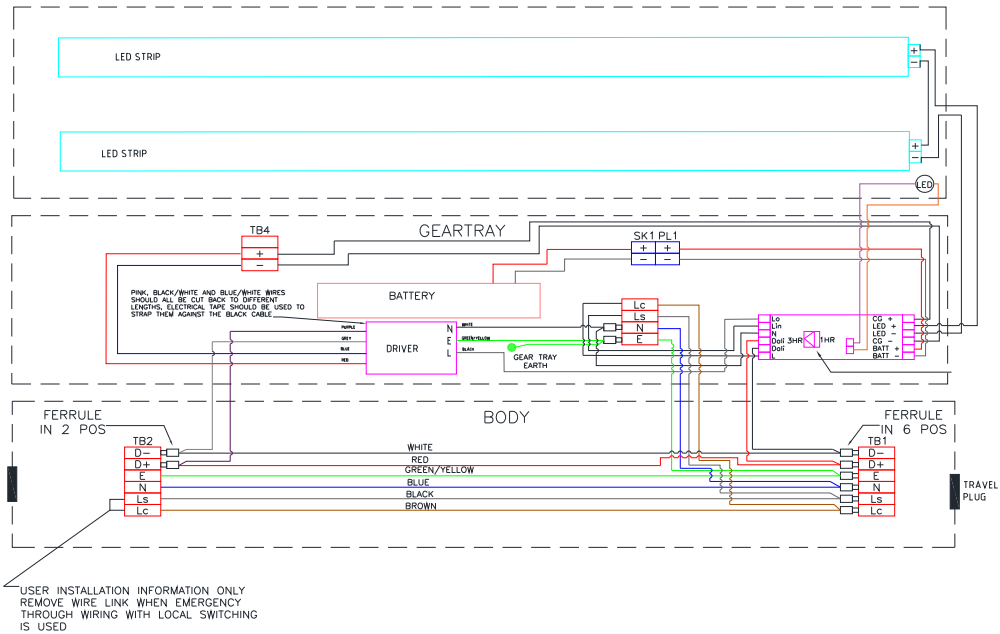 LED STRIP
+
−
LED STRIP
+
−
LED
TB4
GEARTRAY
SK1 PL1
+
−
+ +
− −
PINK, BLACK/WHITE AND BLUE/WHITE WIRES
SHOULD ALL BE CUT BACK TO DIFFERENT
LENGTHS, ELECTRICAL TAPE SHOULD BE USED TO
STRAP THEM AGAINST THE BLACK CABLE
BATTERY
PURPLE
GREY
BLUE
RED
DRIVER
N
E
L
WHITE
GREEN/YELLOW
BLACK
GEAR TRAY
EARTH
Lc
Ls
N
E
Lo
Lin
N
Dali
Dali
L
3HR
1HR
CG +
LED +
LED −
CG −
BATT +
BATT −
BODY
FERRULE
IN 2 POS
TB2
D−
D+
E
N
Ls
Lc
WHITE
RED
GREEN/YELLOW
BLUE
BLACK
BROWN
FERRULE
IN 6 POS
TB1
D−
D+
E
N
Ls
Lc
TRAVEL
PLUG
USER INSTALLATION INFORMATION ONLY
REMOVE WIRE LINK WHEN EMERGENCY
THROUGH WIRING WITH LOCAL SWITCHING
IS USED